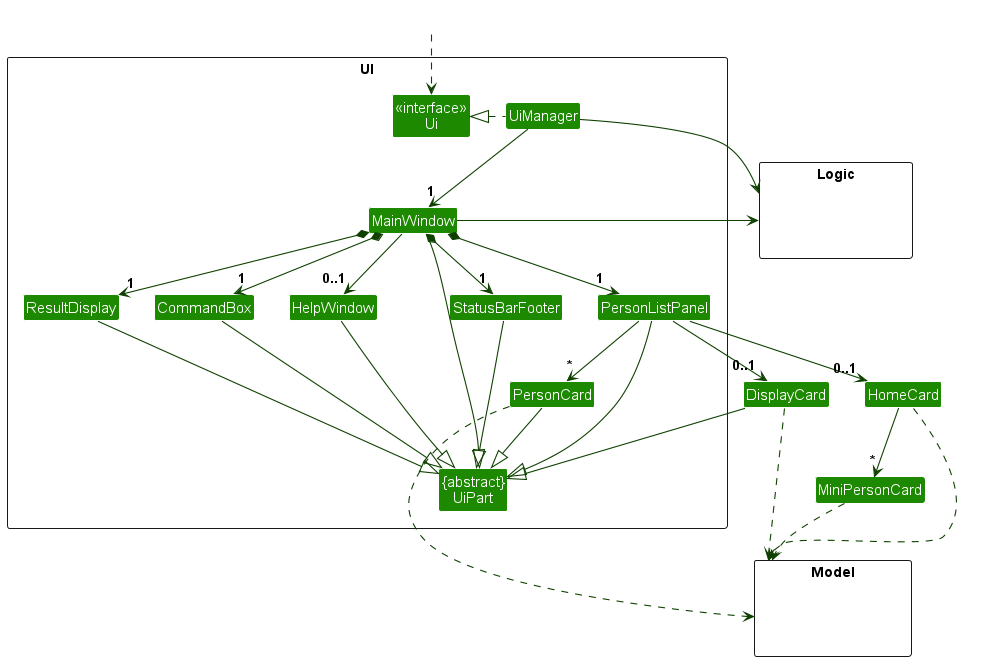 UI
«interface»
Ui
UiManager
Logic
1
MainWindow
1
1
0..1
1
1
ResultDisplay
CommandBox
HelpWindow
StatusBarFooter
PersonListPanel
*
0..1
0..1
PersonCard
DisplayCard
HomeCard
*
{abstract}
UiPart
MiniPersonCard
Model